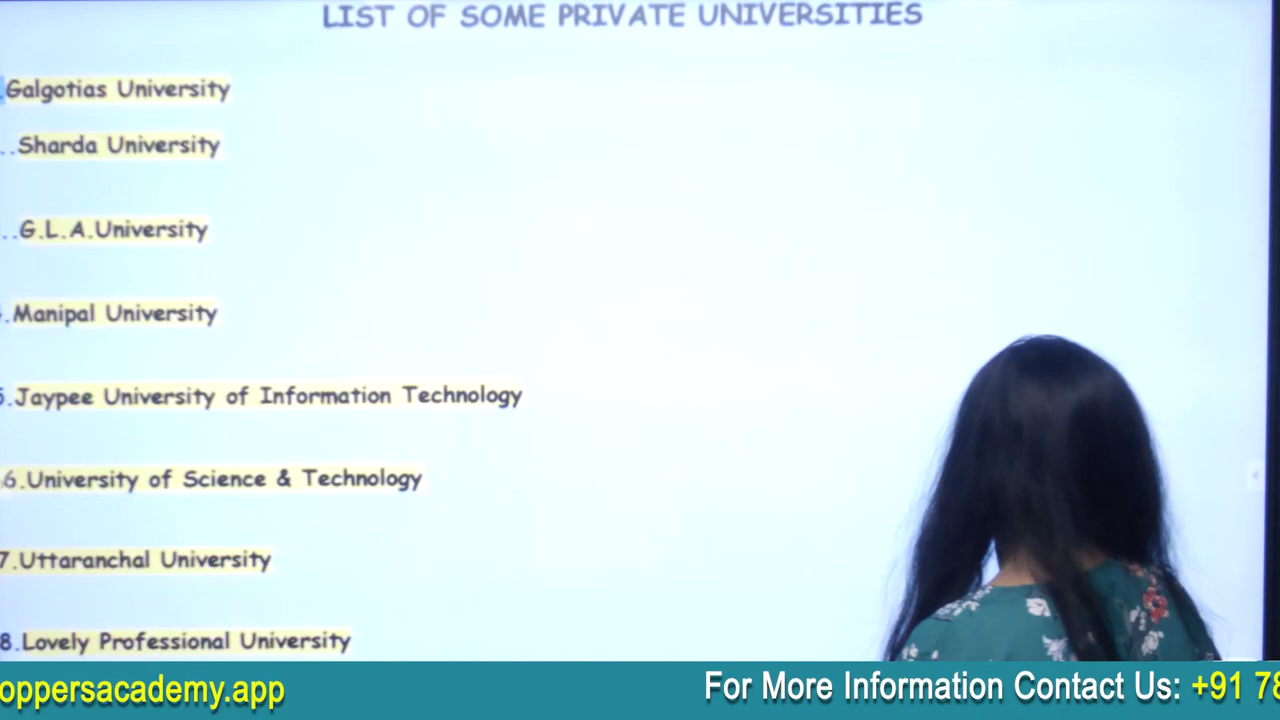 LIST OF SOME PRIVATE UNIVERSITIES
.Galgotias University
..Sharda University
..G.L.A.University
.Manipal University
5.Jaypee University of Information Technology
6.University of Science & Technology
7.Uttaranchal University
8.Lovely Professional University
oppersacademy.app
For More Information Contact Us: +91 78